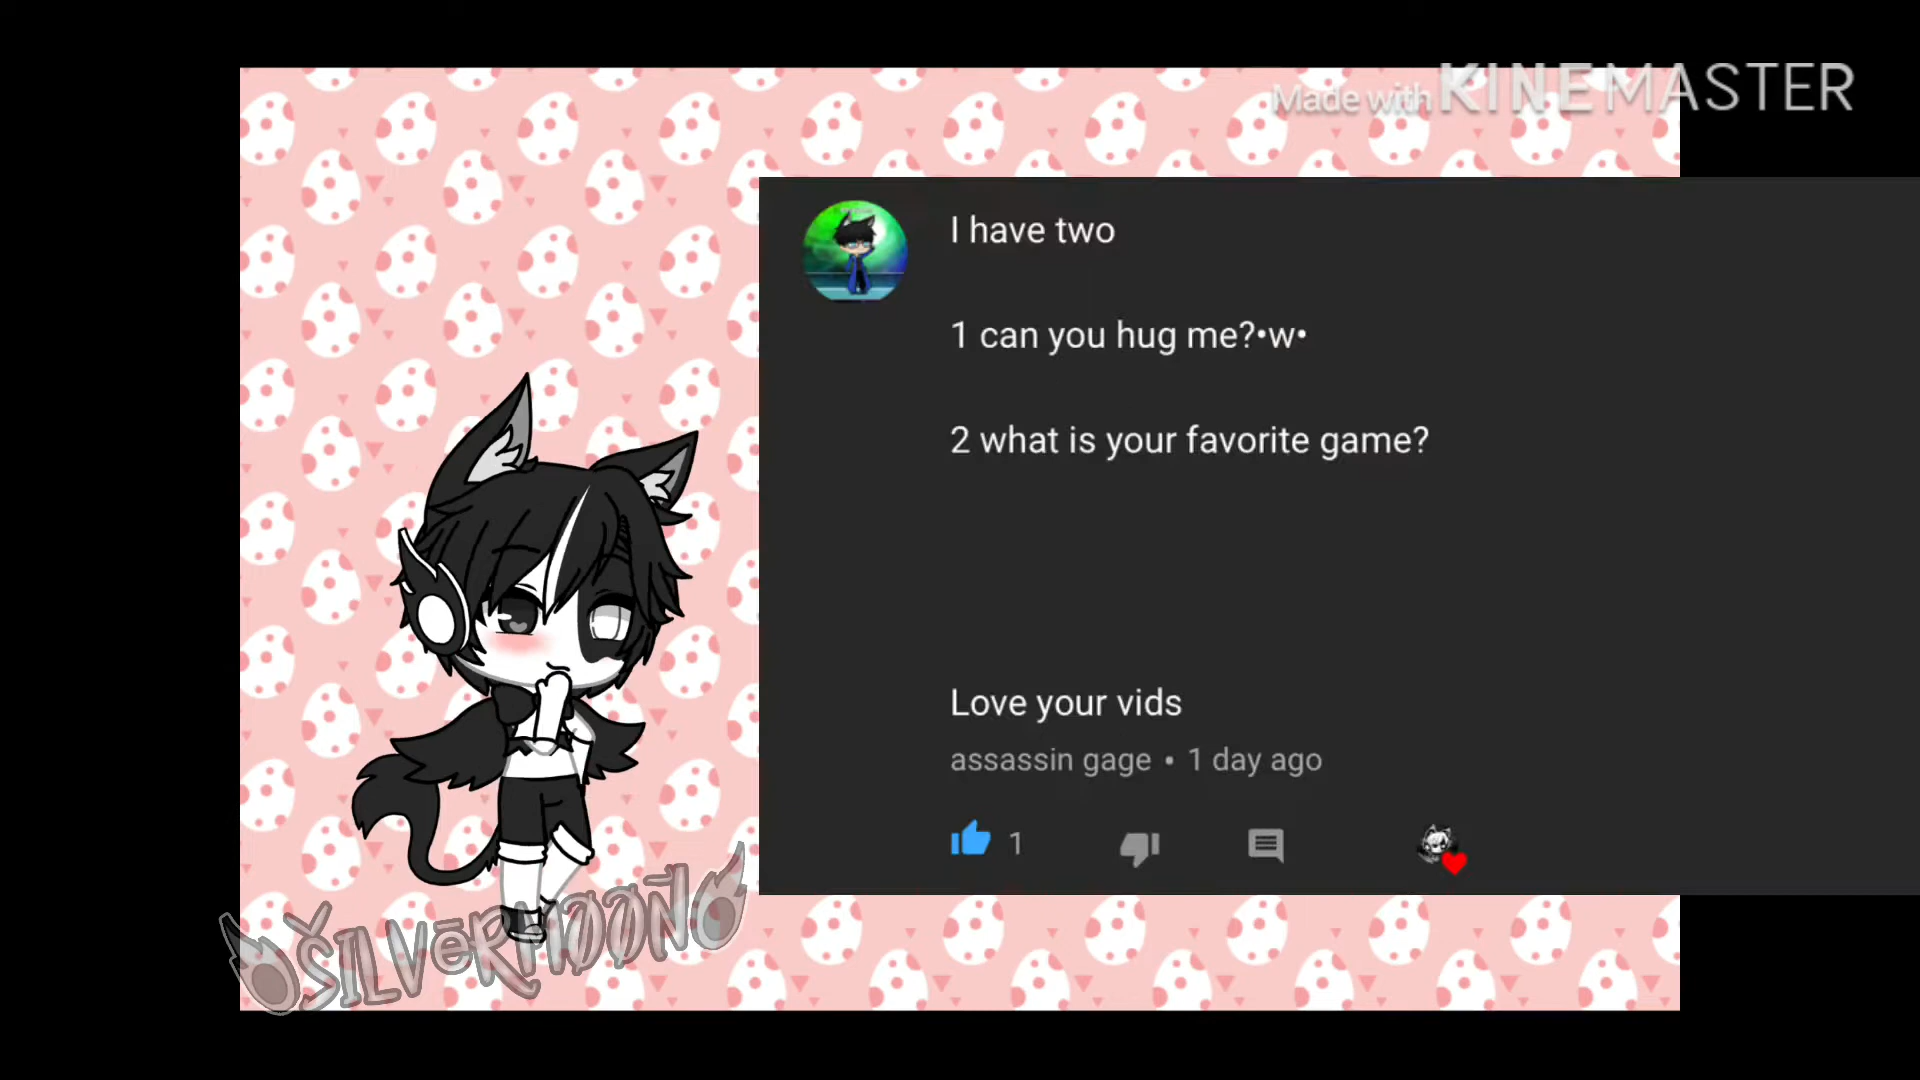 Made with KINEMASTER
I have two
1 can you hug me?•w•
2 what is your favorite game?
Love your vids
assassin gage • 1 day ago
1
ŠILVēRMØØÑ